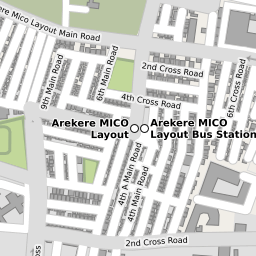 ere Mico Layout Main Road
2nd Cross Road
9th Main Road
6th Main Road
4th Cross Road
6th Cross Road
Arekere MICO
Layout
Arekere MICO
Layout Bus Station
4th A Main Road
4th Main Road
2nd Cross Road